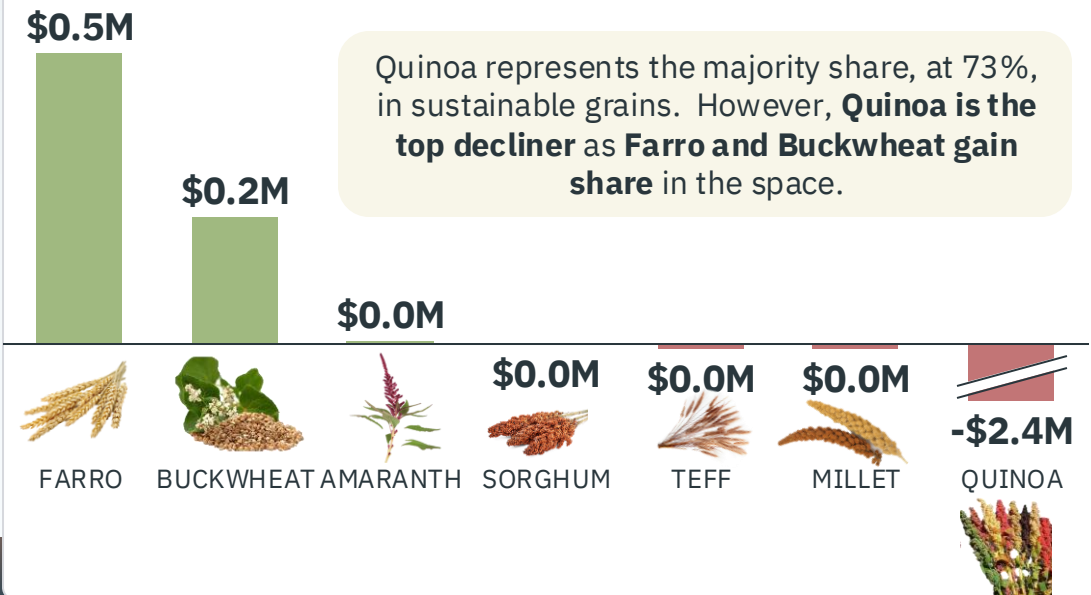 $0.5M
Quinoa represents the majority share, at 73%,
in sustainable grains. However, Quinoa is the
top decliner as Farro and Buckwheat gain
share in the space.
$0.2M
$0.0M
$0.0M
$0.0M
$0.0M
-$2.4M
FARRO
BUCKWHEAT
AMARANTH
SORGHUM
TEFF
MILLET
QUINOA